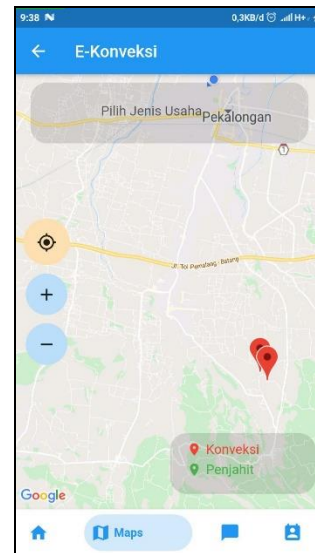 9:38 N 0,3KB/d H+
E-Konveksi
Pilih Jenis Usaha
Pekalongan
Jl. Tol Pemalang, Batang
Konveksi
Penjahit
Google
Maps